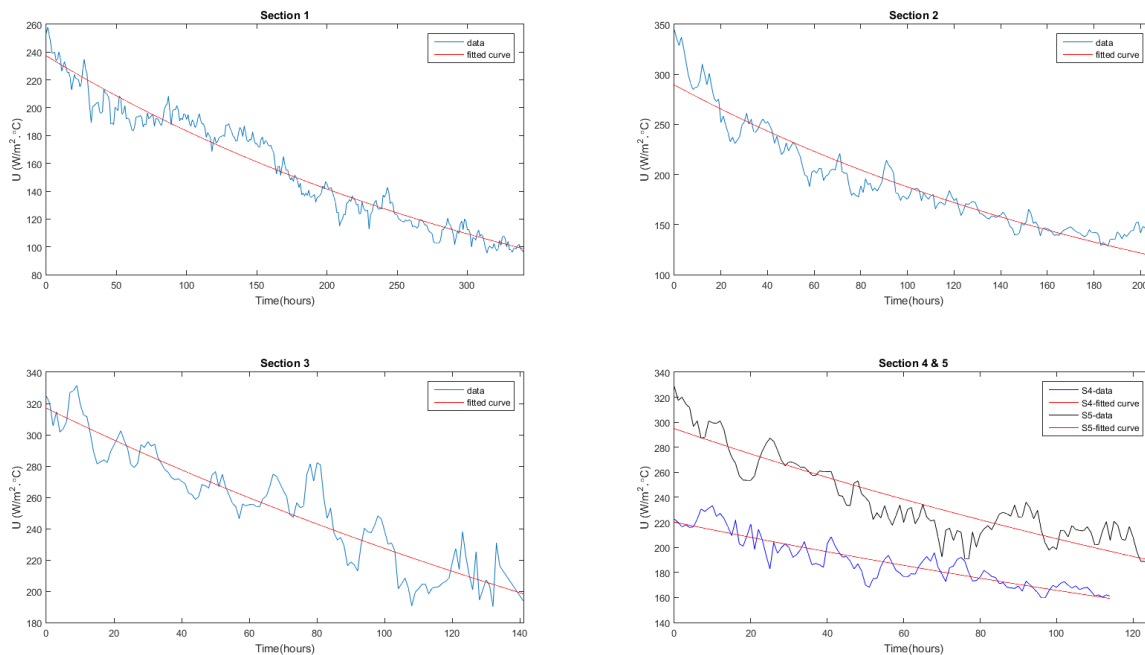 Section 1
260
240
220
200
180
160
140
120
100
80
U (W/m². °C)
0 50 100 150 200 250 300
Time(hours)
data
fitted curve
Section 2
350
300
250
200
150
100
U (W/m². °C)
0 20 40 60 80 100 120 140 160 180 200
Time(hours)
data
fitted curve
Section 3
340
320
300
280
260
240
220
200
180
U (W/m². °C)
0 20 40 60 80 100 120 140
Time(hours)
data
fitted curve
Section 4 & 5
340
320
300
280
260
240
220
200
180
160
140
U (W/m². °C)
0 20 40 60 80 100 120
Time(hours)
S4-data
S4-fitted curve
S5-data
S5-fitted curve